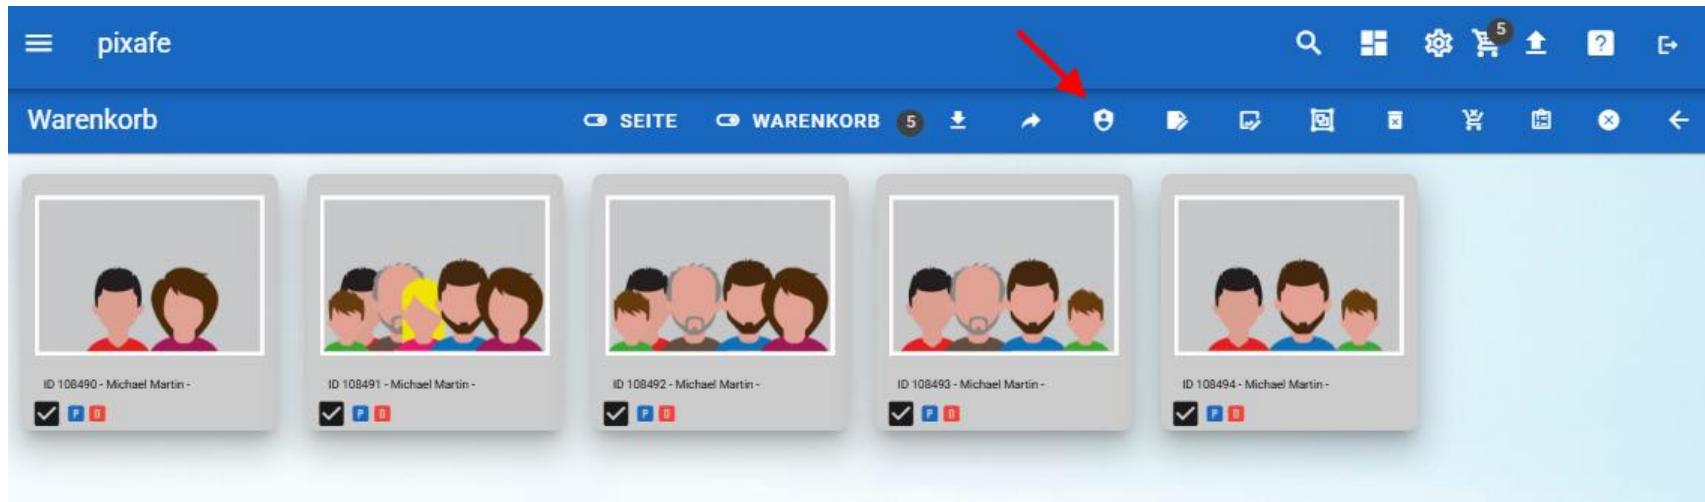 pixafe
5
?
Warenkorb
SEITE
WARENKORB 5
ID 108490 - Michael Martin -
P D
ID 108491 - Michael Martin -
P D
ID 108492 - Michael Martin -
P D
ID 108493 - Michael Martin -
P D
ID 108494 - Michael Martin -
P D